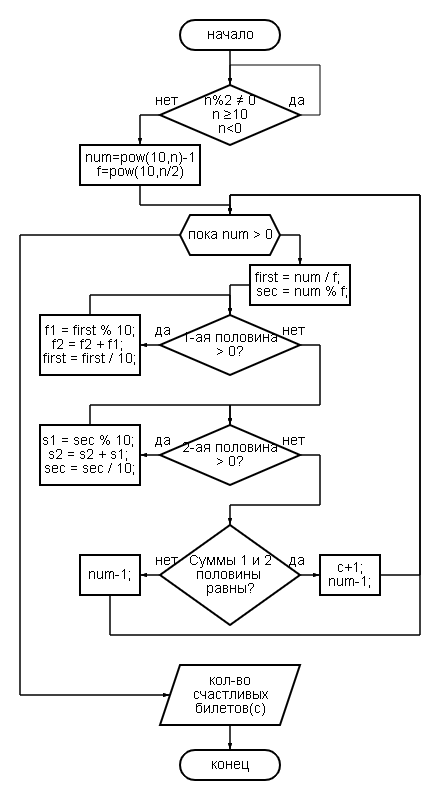 начало
нет
n%2 ≠ 0
n ≥10
n<0
да
num=pow(10,n)-1
f=pow(10,n/2)
пока num > 0
first = num / f;
sec = num % f;
f1 = first % 10;
f2 = f2 + f1;
first = first / 10;
да
1-ая половина
> 0?
нет
s1 = sec % 10;
s2 = s2 + s1;
sec = sec / 10;
да
2-ая половина
> 0?
нет
num-1;
нет
Суммы 1 и 2
половины
равны?
да
c+1;
num-1;
кол-во
счастливых
билетов(c)
конец